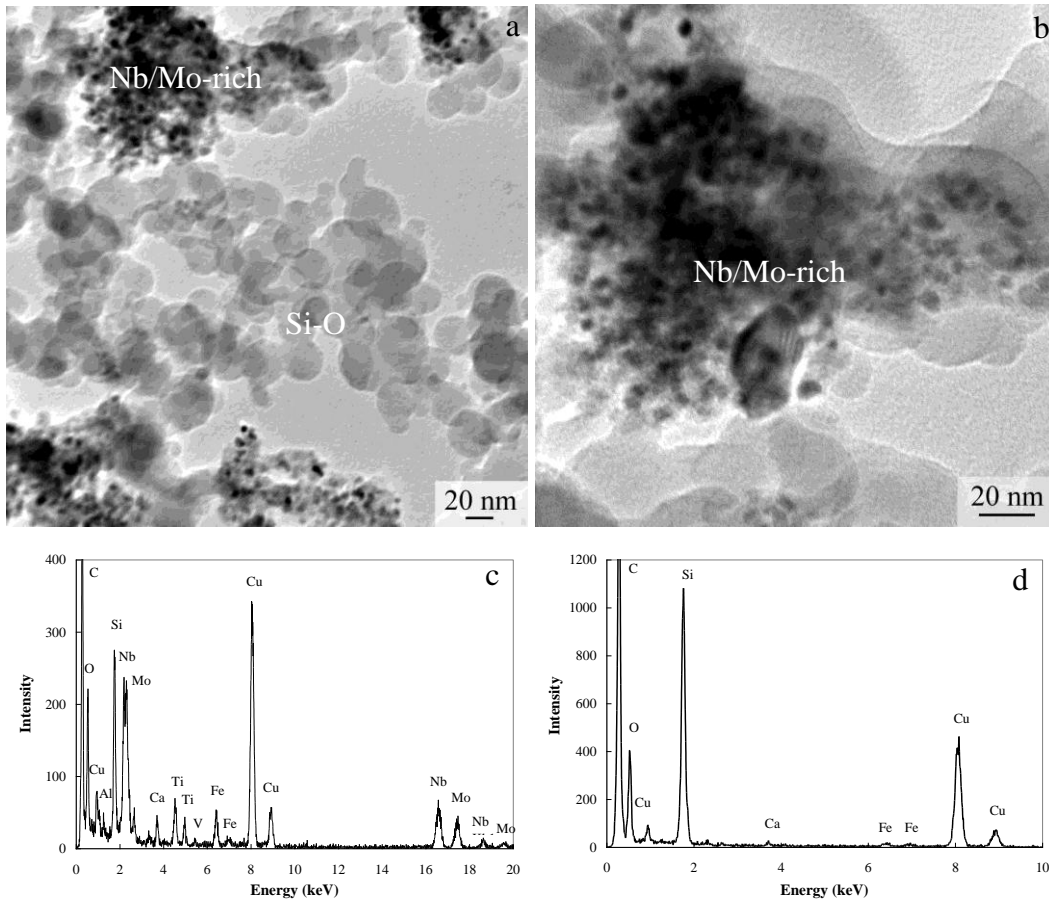 a
Nb/Mo-rich
Si-O
20 nm
b
Nb/Mo-rich
20 nm
c
400
300
200
100
0
Intensity
C
O
Cu
Al
Si
Nb
Mo
Ca
Ti
Ti
V
Fe
Fe
Cu
Cu
Nb
Mo
Mo
0 2 4 6 8 10 12 14 16 18 20
Energy (keV)
d
1200
1000
800
600
400
200
0
Intensity
C
O
Cu
Si
Ca
Fe
Fe
Cu
Cu
0 2 4 6 8 10
Energy (keV)